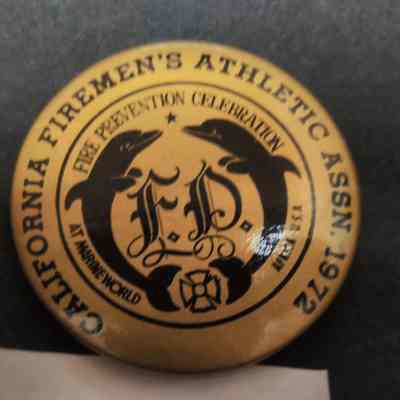 CALIFORNIA FIREMEN'S ATHLETIC ASSN. 1972
FIRE PREVENTION CELEBRATION
F.P.
AT MARINE WORLD